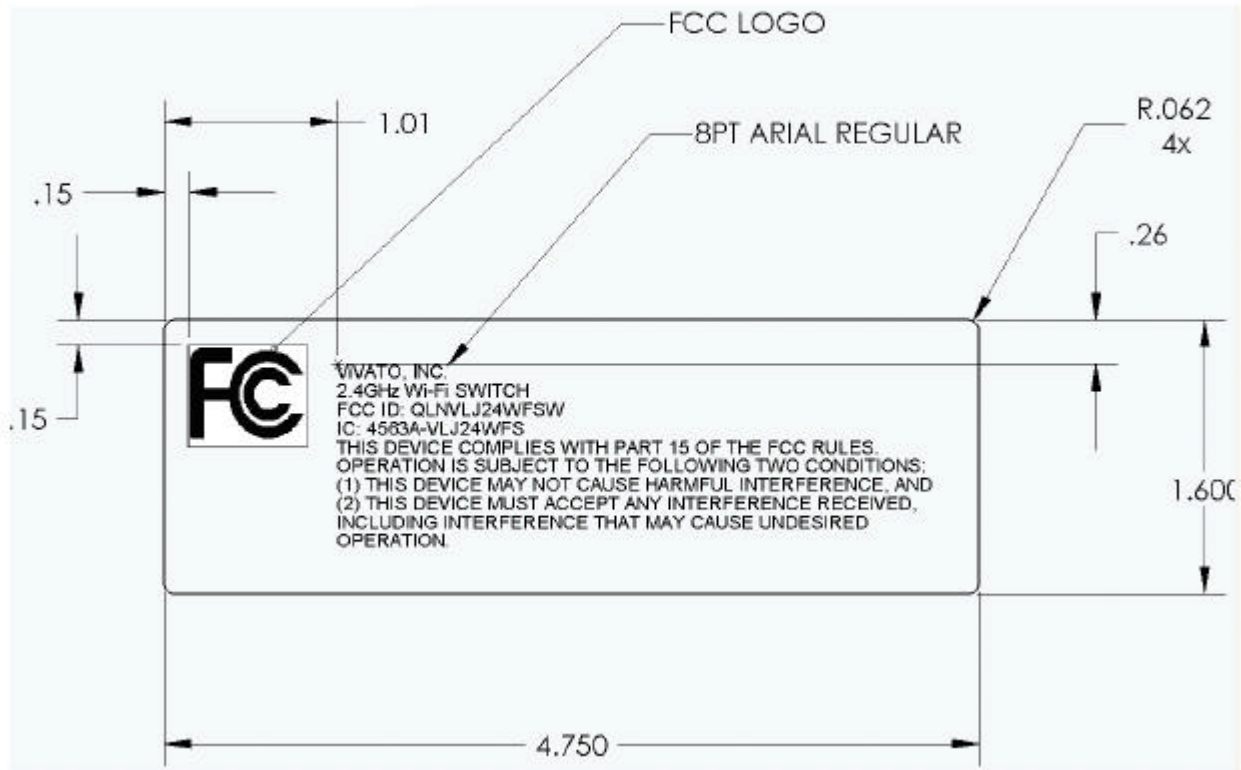 FCC LOGO
1.01
8PT ARIAL REGULAR
R.062
4x
.15
.26
FC
.15
VIVATO, INC.
2.4GHz Wi-Fi SWITCH
FCC ID: QLNVLJ24WFSW
IC: 4563A-VLJ24WFS
THIS DEVICE COMPLIES WITH PART 15 OF THE FCC RULES.
OPERATION IS SUBJECT TO THE FOLLOWING TWO CONDITIONS:
(1) THIS DEVICE MAY NOT CAUSE HARMFUL INTERFERENCE, AND
(2) THIS DEVICE MUST ACCEPT ANY INTERFERENCE RECEIVED,
INCLUDING INTERFERENCE THAT MAY CAUSE UNDESIRED
OPERATION.
1.600
4.750